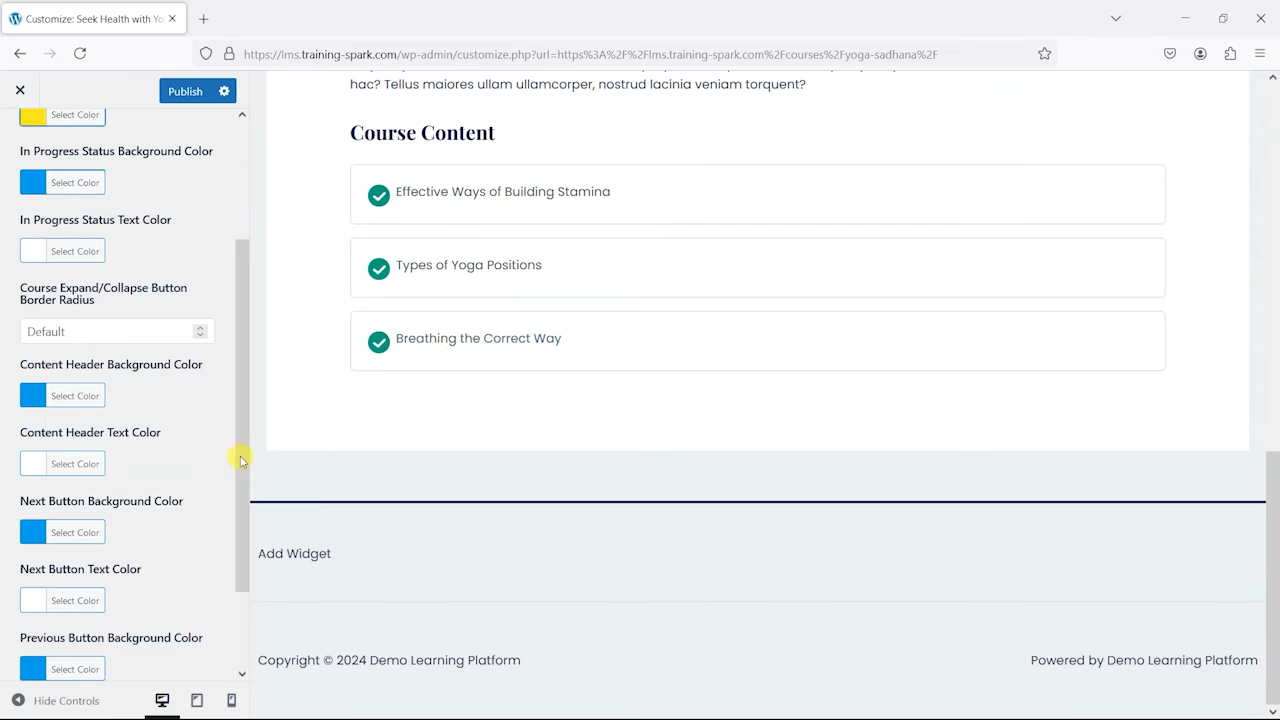 Customize: Seek Health with Yo
https://lms.training-spark.com/wp-admin/customize.php?url=https%3A%2F%2Flms.training-spark.com%2Fcourses%2Fyoga-sadhana%2F
Publish
Select Color
In Progress Status Background Color
Select Color
In Progress Status Text Color
Select Color
Course Expand/Collapse Button
Border Radius
Default
Content Header Background Color
Select Color
Content Header Text Color
Select Color
Next Button Background Color
Select Color
Next Button Text Color
Select Color
Previous Button Background Color
Select Color
Hide Controls
hac? Tellus maiores ullam ullamcorper, nostrud lacinia veniam torquent?
Course Content
Effective Ways of Building Stamina
Types of Yoga Positions
Breathing the Correct Way
Add Widget
Copyright © 2024 Demo Learning Platform
Powered by Demo Learning Platform